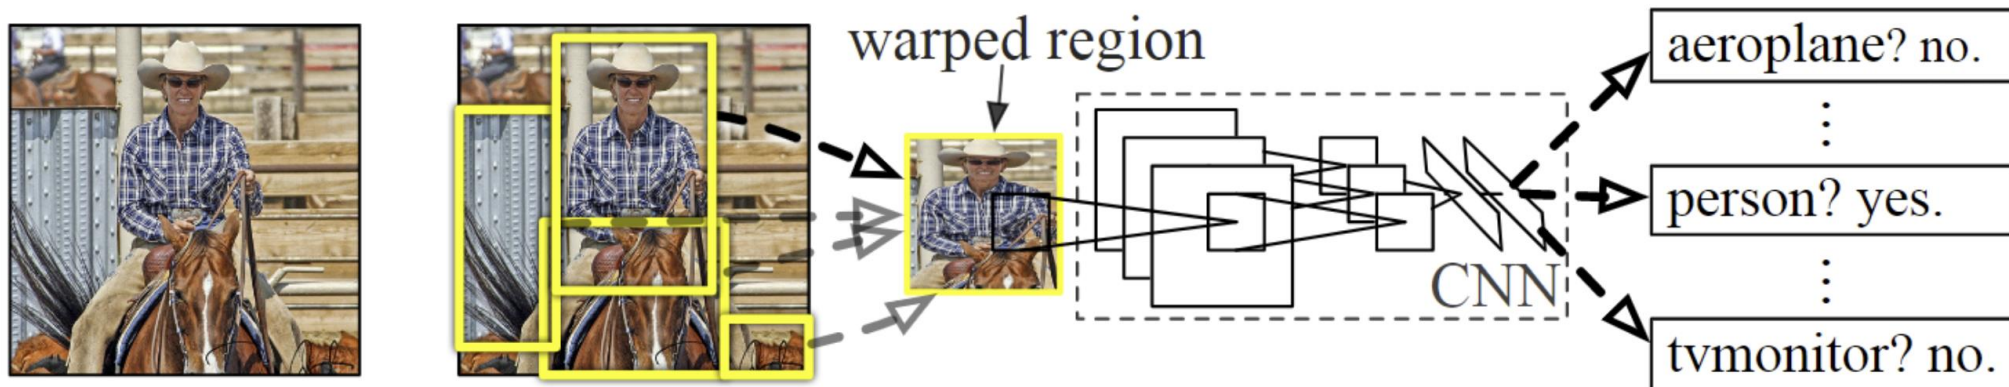 warped region
aeroplane? no.
person? yes.
CNN
tvmonitor? no.